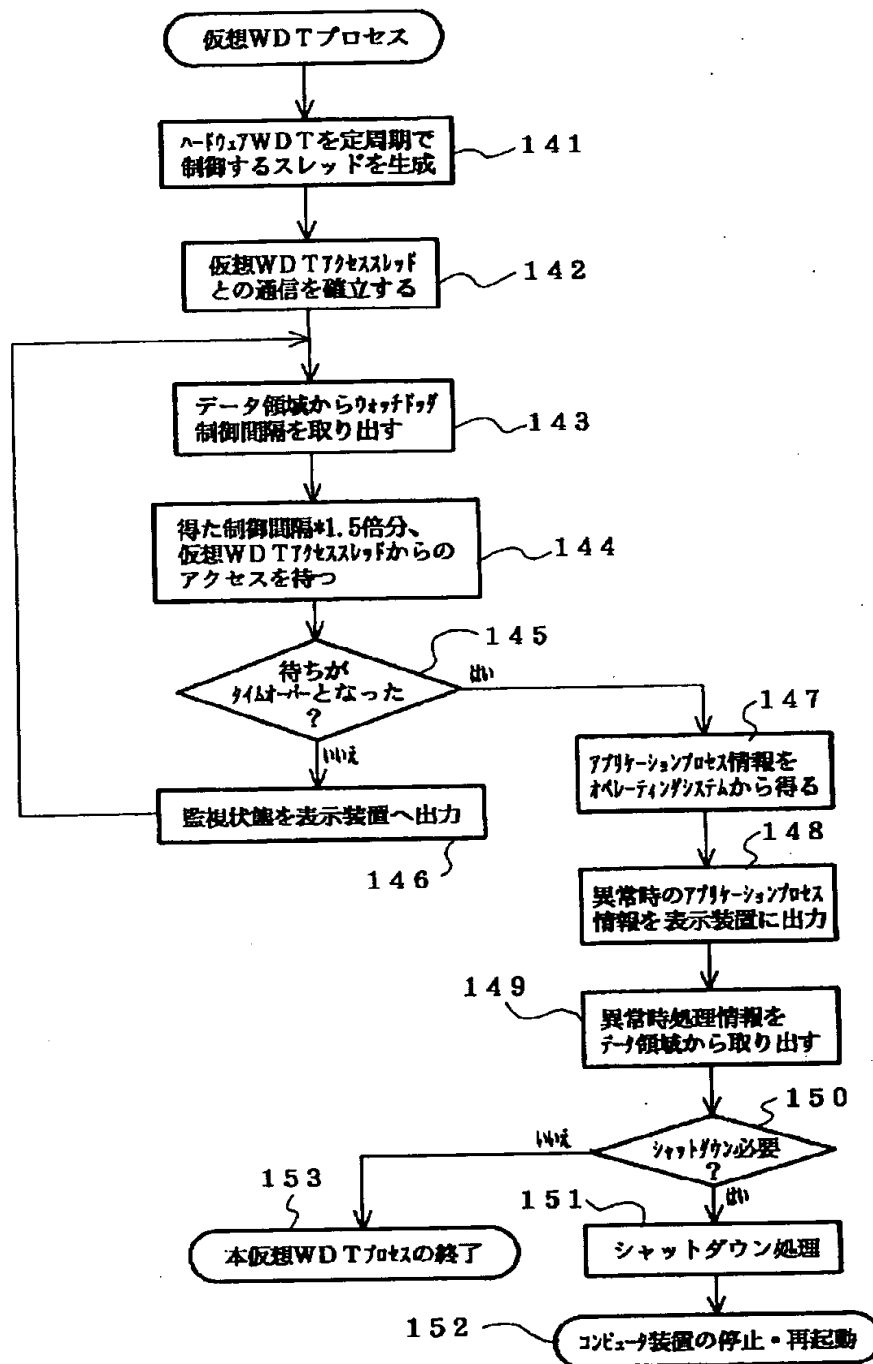 仮想WDTプロセス
ハードウェアWDTを定周期で
制御するスレッドを生成
141
仮想WDTアクセススレッド
との通信を確立する
142
データ領域からウォッチドッグ
制御間隔を取り出す
143
得た制御間隔*1.5倍分、
仮想WDTアクセススレッドからの
アクセスを待つ
144
145
待ちが
タイムオーバーとなった
?
はい
いいえ
監視状態を表示装置へ出力
146
147
アプリケーションプロセス情報を
オペレーティングシステムから得る
148
異常時のアプリケーションプロセス
情報を表示装置に出力
149
異常時処理情報を
データ領域から取り出す
150
シャットダウン必要
?
いいえ
はい
153
本仮想WDTプロセスの終了
151
シャットダウン処理
152
コンピュータ装置の停止・再起動